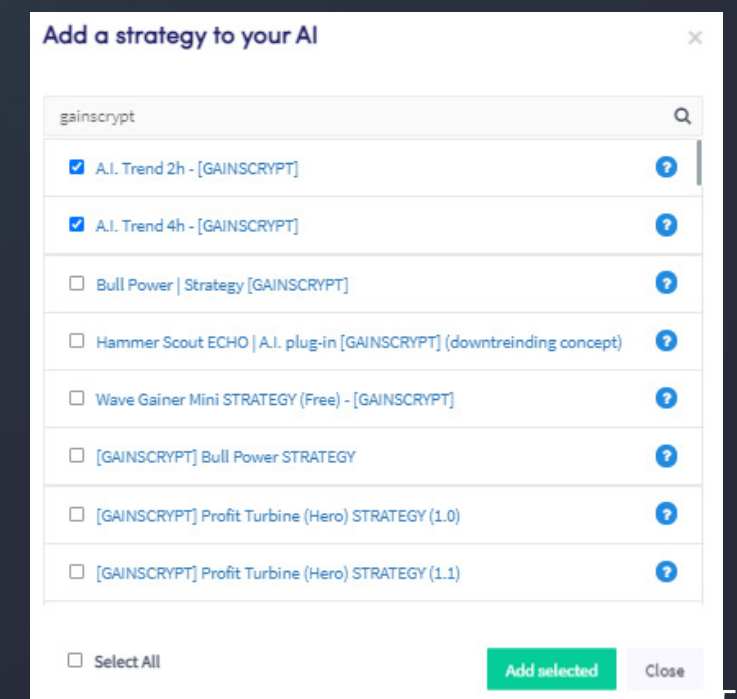 Add a strategy to your AI
gainscrypt
A.I. Trend 2h - [GAINSCRYPT]
A.I. Trend 4h - [GAINSCRYPT]
Bull Power | Strategy [GAINSCRYPT]
Hammer Scout ECHO | A.I. plug-in [GAINSCRYPT] (downtreinding concept)
Wave Gainer Mini STRATEGY (Free) - [GAINSCRYPT]
[GAINSCRYPT] Bull Power STRATEGY
[GAINSCRYPT] Profit Turbine (Hero) STRATEGY (1.0)
[GAINSCRYPT] Profit Turbine (Hero) STRATEGY (1.1)
Select All
Add selected
Close